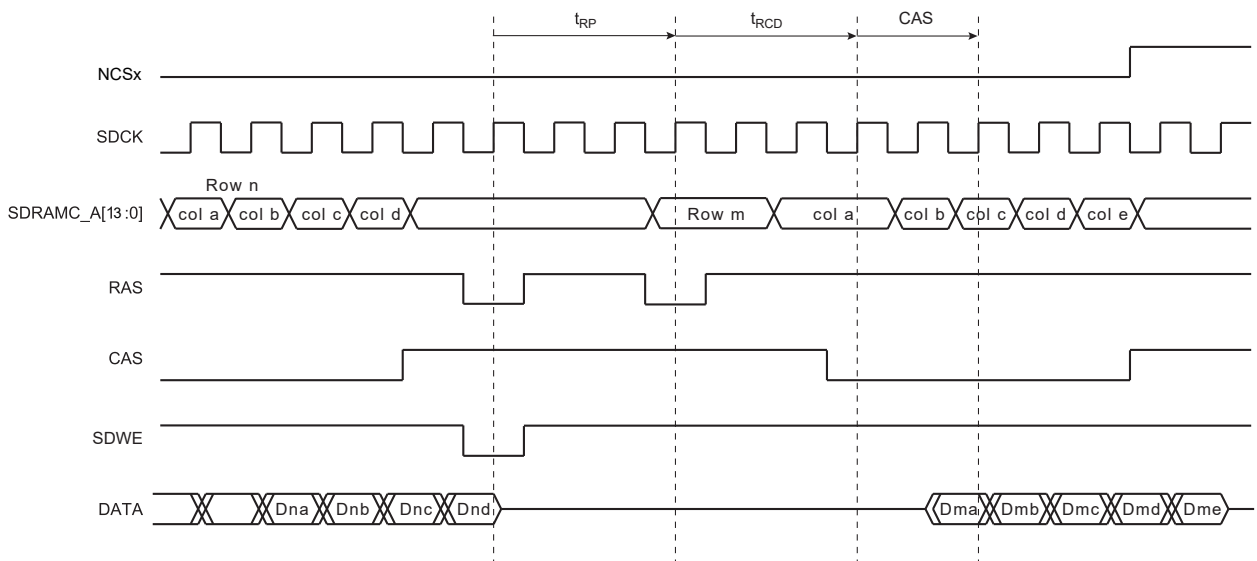 tRP tRCD CAS
NCSx
SDCK
Row n
SDRAMC_A[13:0] col a col b col c col d Row m col a col b col c col d col e
RAS
CAS
SDWE
DATA Dna Dnb Dnc Dnd Dma Dmb Dmc Dmd Dme